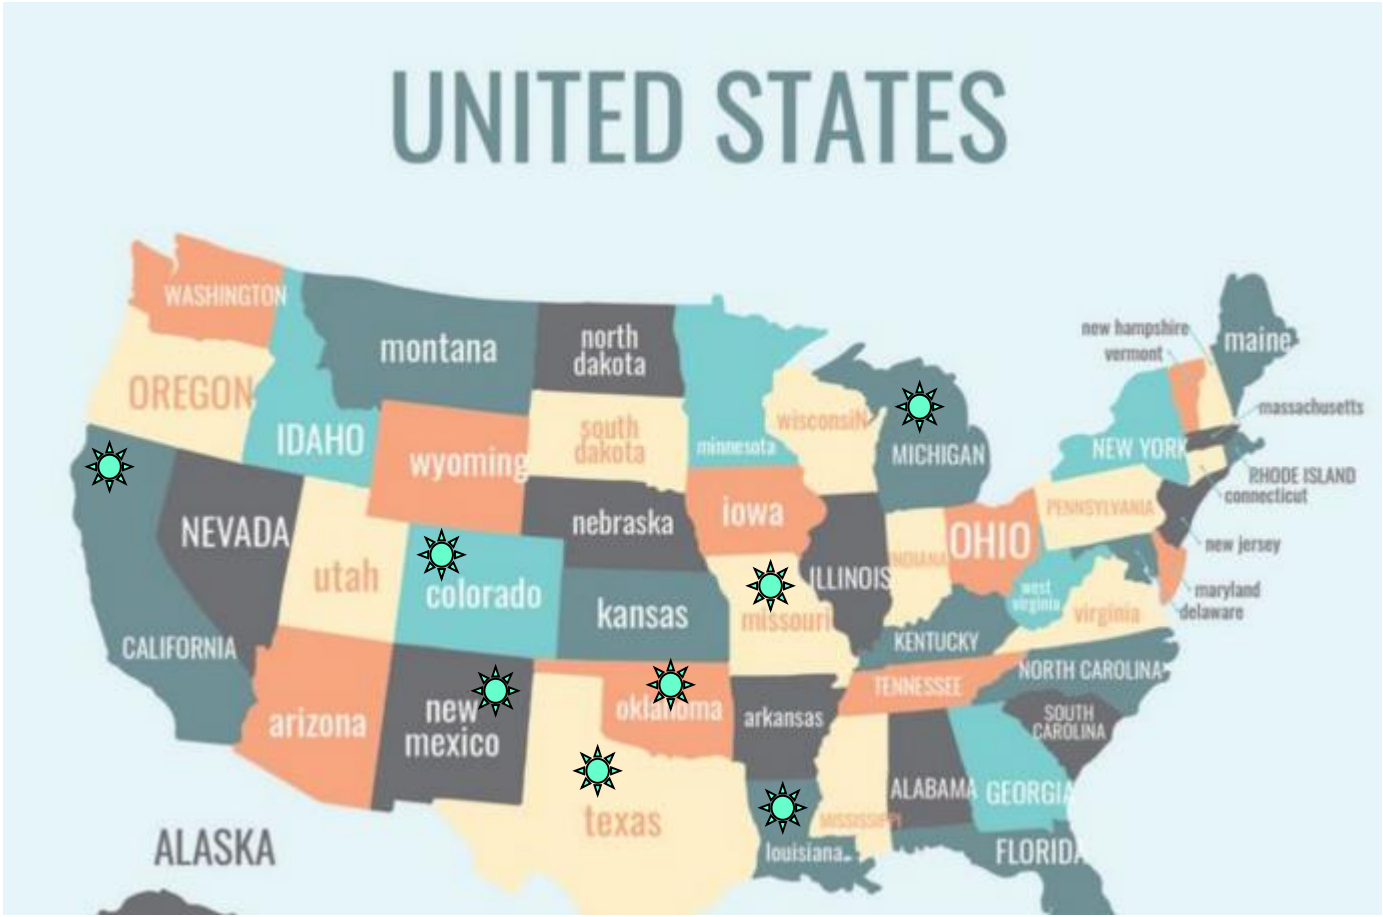 UNITED STATES
WASHINGTON
montana
north
dakota
new hampshire
vermont
maine
OREGON
IDAHO
wyoming
south
dakota
minnesota
wisconsiN
MICHIGAN
NEW YORK
massachusetts
RHODE ISLAND
connecticut
NEVADA
nebraska
iowa
PENNSYLVANIA
OHIO
INDIANA
ILLINOIS
new jersey
utah
colorado
kansas
missouri
west
virginia
virginia
maryland
delaware
CALIFORNIA
KENTUCKY
NORTH CAROLINA
TENNESSEE
arizona
new
mexico
oklahoma
arkansas
SOUTH
CAROLINA
texas
ALABAMA
GEORGIA
MISSISSIPPI
louisiana
FLORIDA
ALASKA